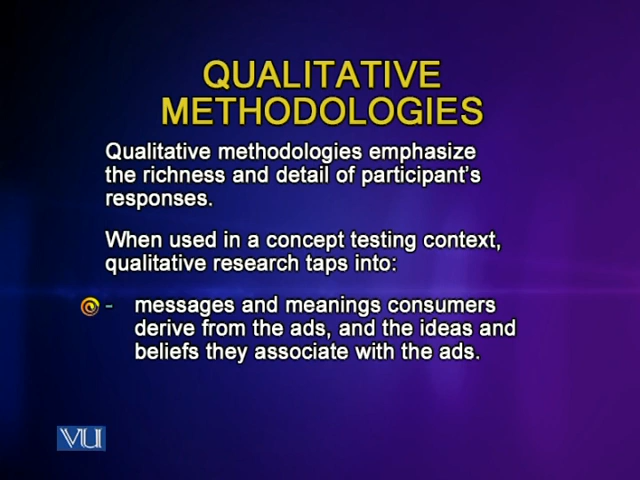 QUALITATIVE
METHODOLOGIES
Qualitative methodologies emphasize
the richness and detail of participant's
responses.
When used in a concept testing context,
qualitative research taps into:
- messages and meanings consumers
derive from the ads, and the ideas and
beliefs they associate with the ads.
VU